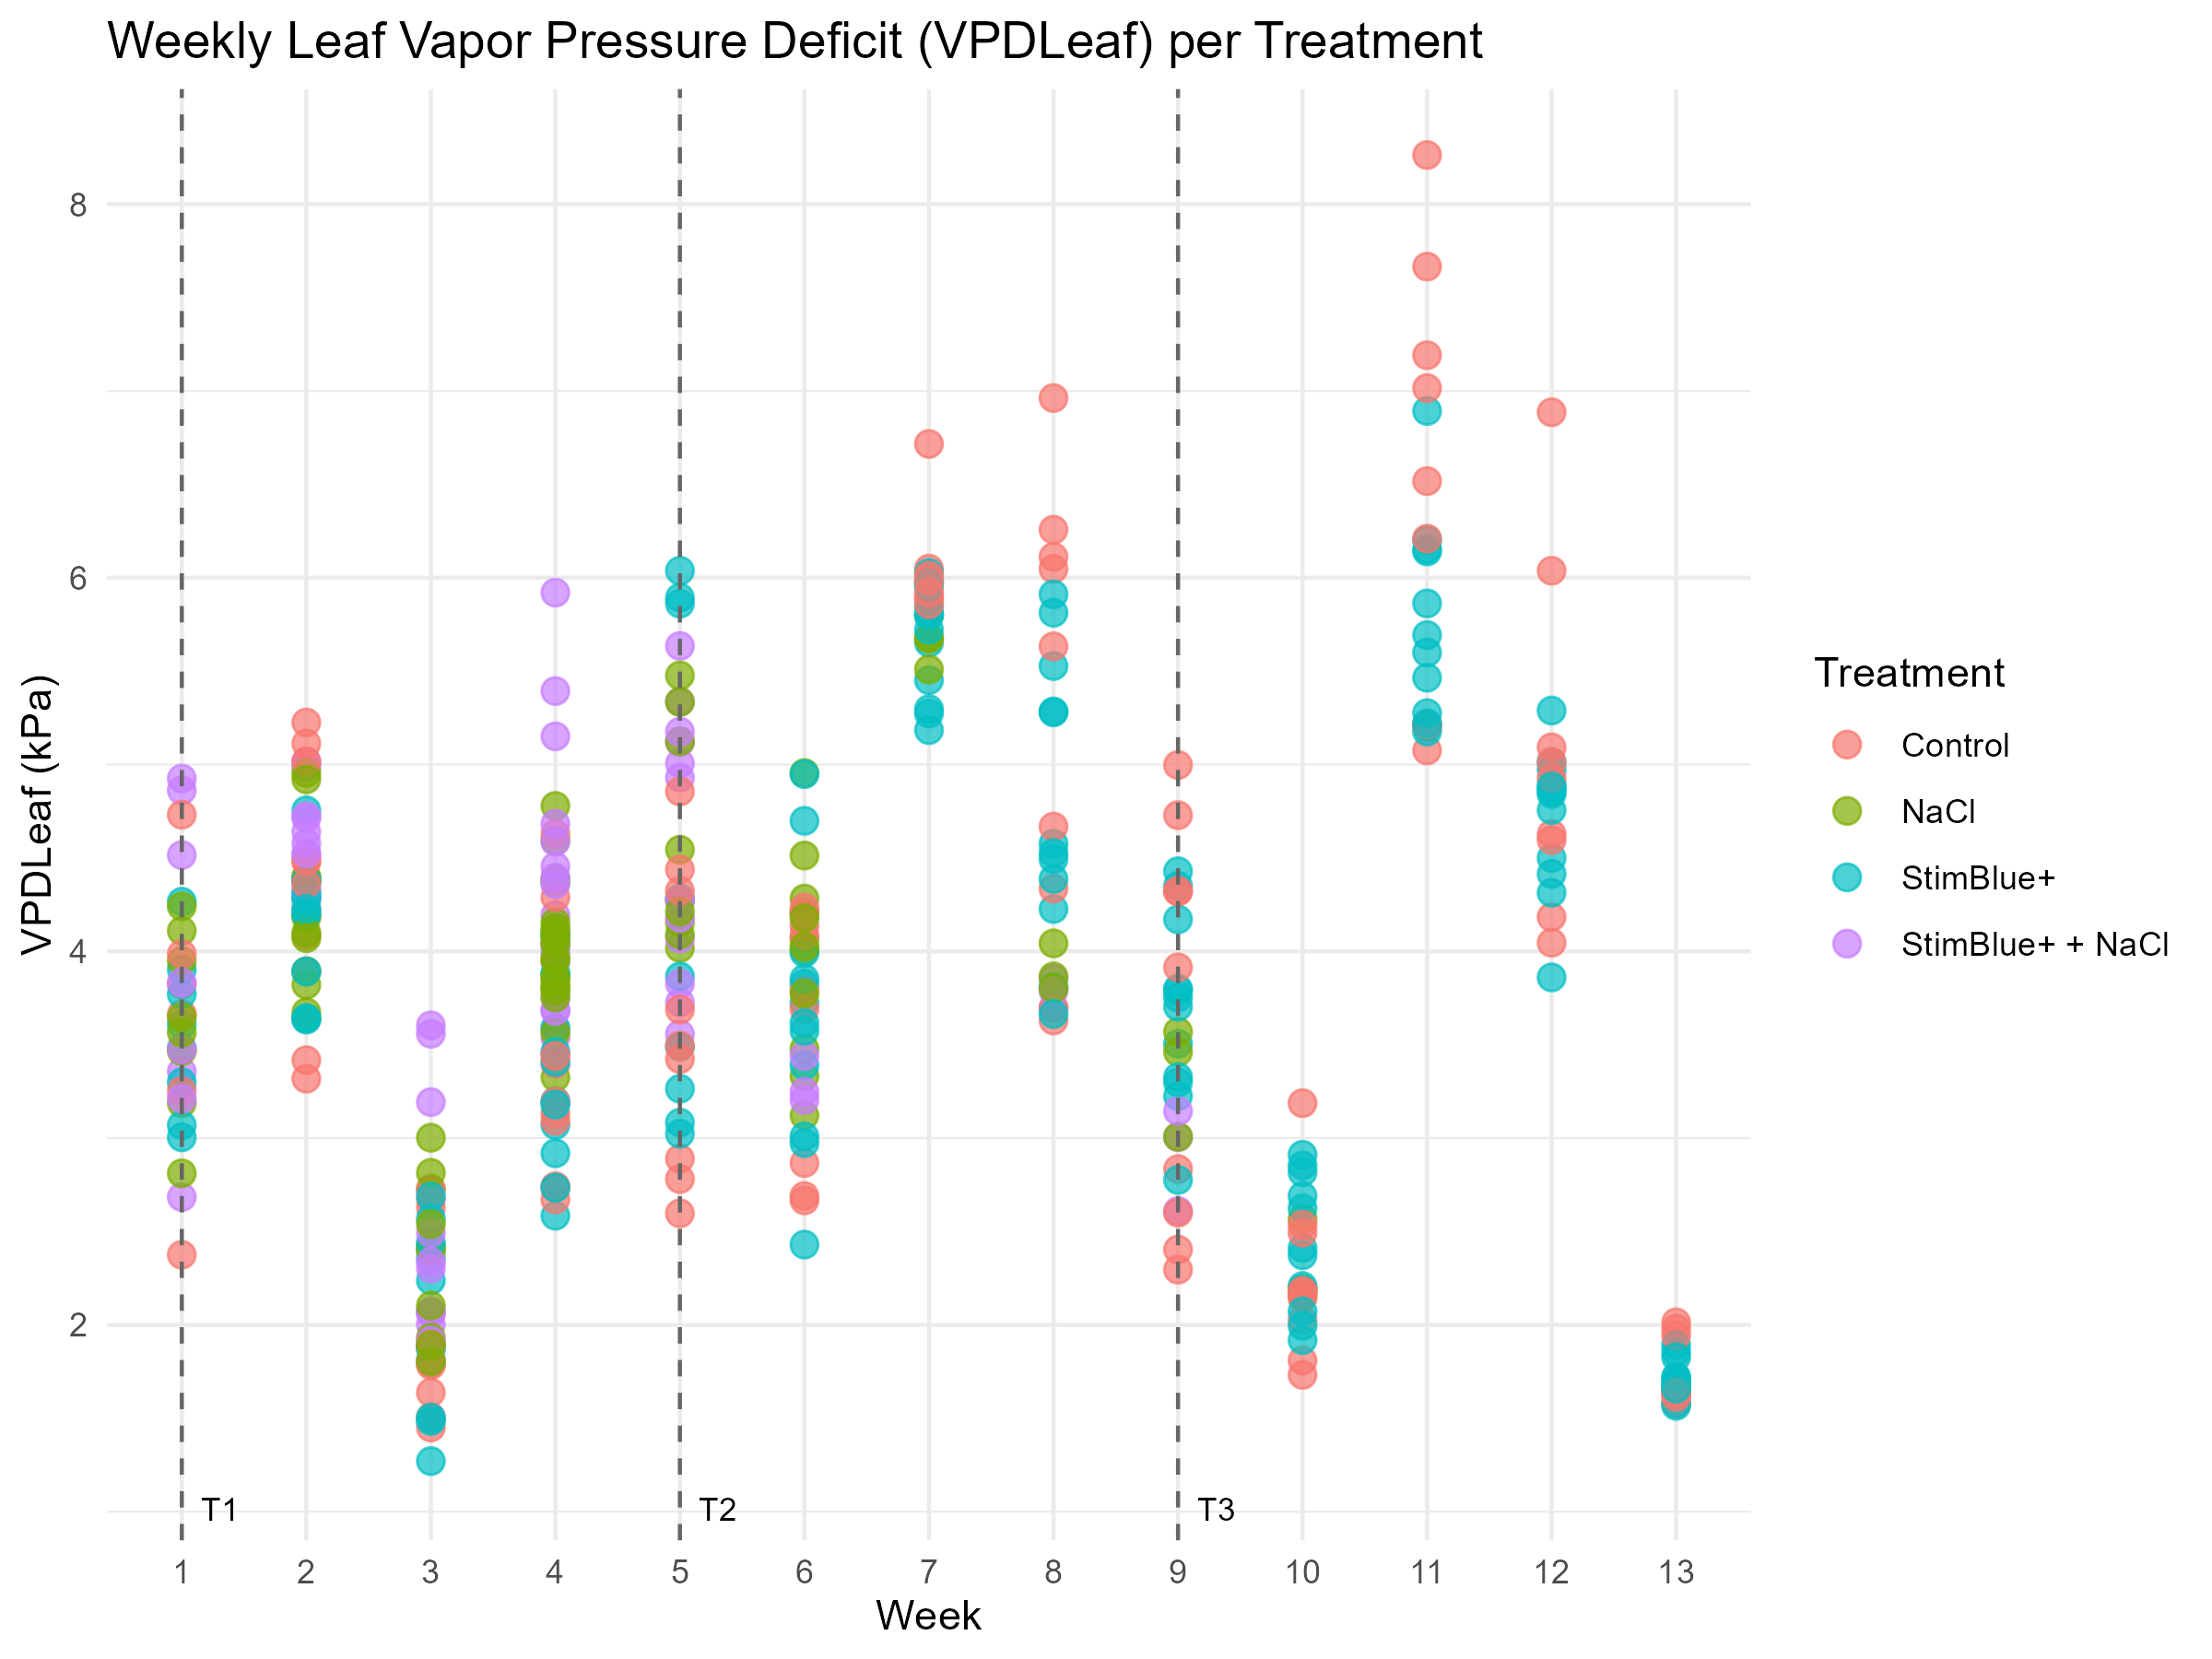 Weekly Leaf Vapor Pressure Deficit (VPDLeaf) per Treatment
VPDLeaf (kPa)
8
6
4
2
T1
T2
T3
1 2 3 4 5 6 7 8 9 10 11 12 13
Week
Treatment
Control
NaCl
StimBlue+
StimBlue+ + NaCl